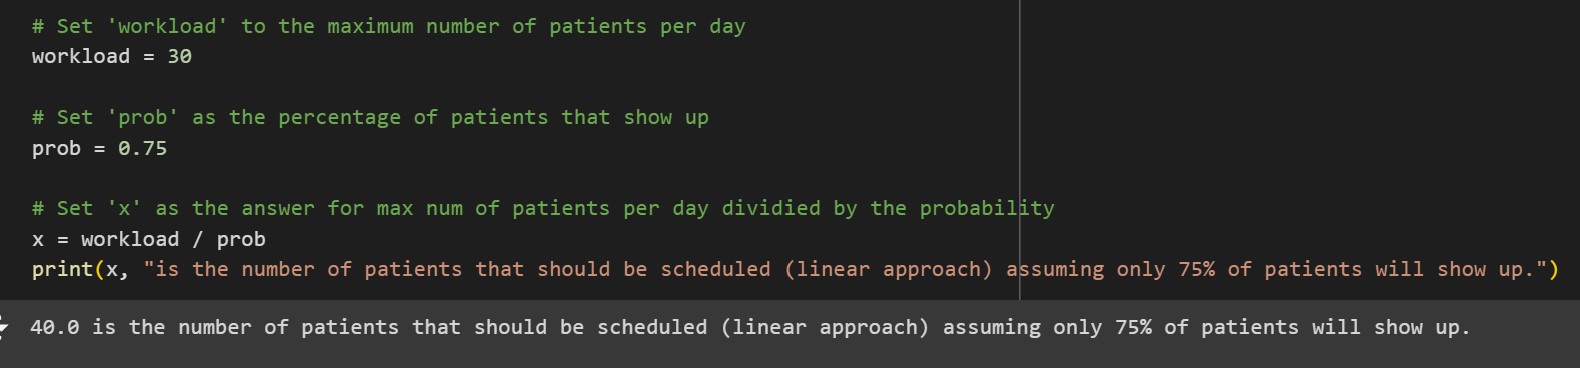 # Set 'workload' to the maximum number of patients per day
workload = 30
# Set 'prob' as the percentage of patients that show up
prob = 0.75
# Set 'x' as the answer for max num of patients per day dividied by the probability
x = workload / prob
print(x, "is the number of patients that should be scheduled (linear approach) assuming only 75% of patients will show up.")
40.0 is the number of patients that should be scheduled (linear approach) assuming only 75% of patients will show up.